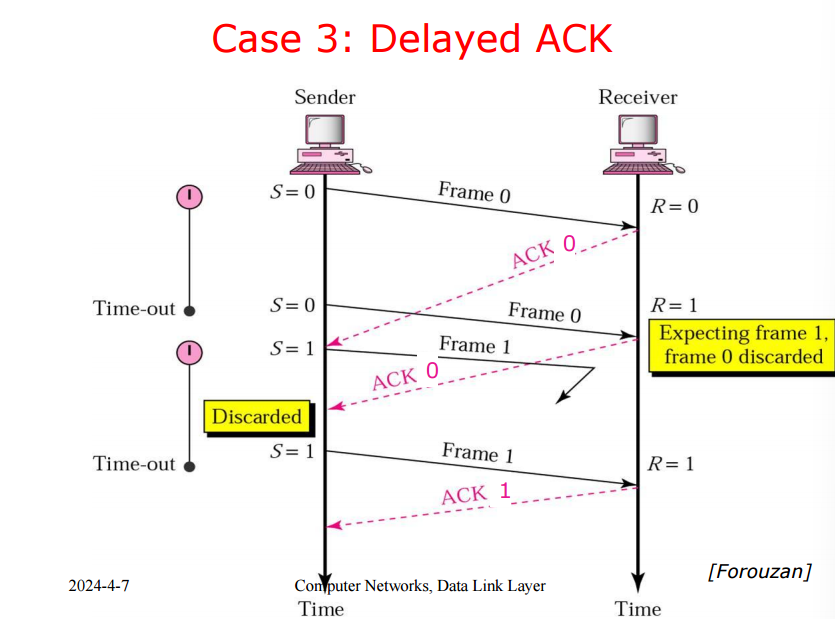 Case 3: Delayed ACK
Sender
Receiver
S = 0
Frame 0
R = 0
ACK 0
Time-out
S = 0
Frame 0
R = 1
Expecting frame 1,
frame 0 discarded
S = 1
Frame 1
ACK 0
Discarded
Time-out
S = 1
Frame 1
R = 1
ACK 1
[Forouzan]
2024-4-7
Computer Networks, Data Link Layer
Time
Time